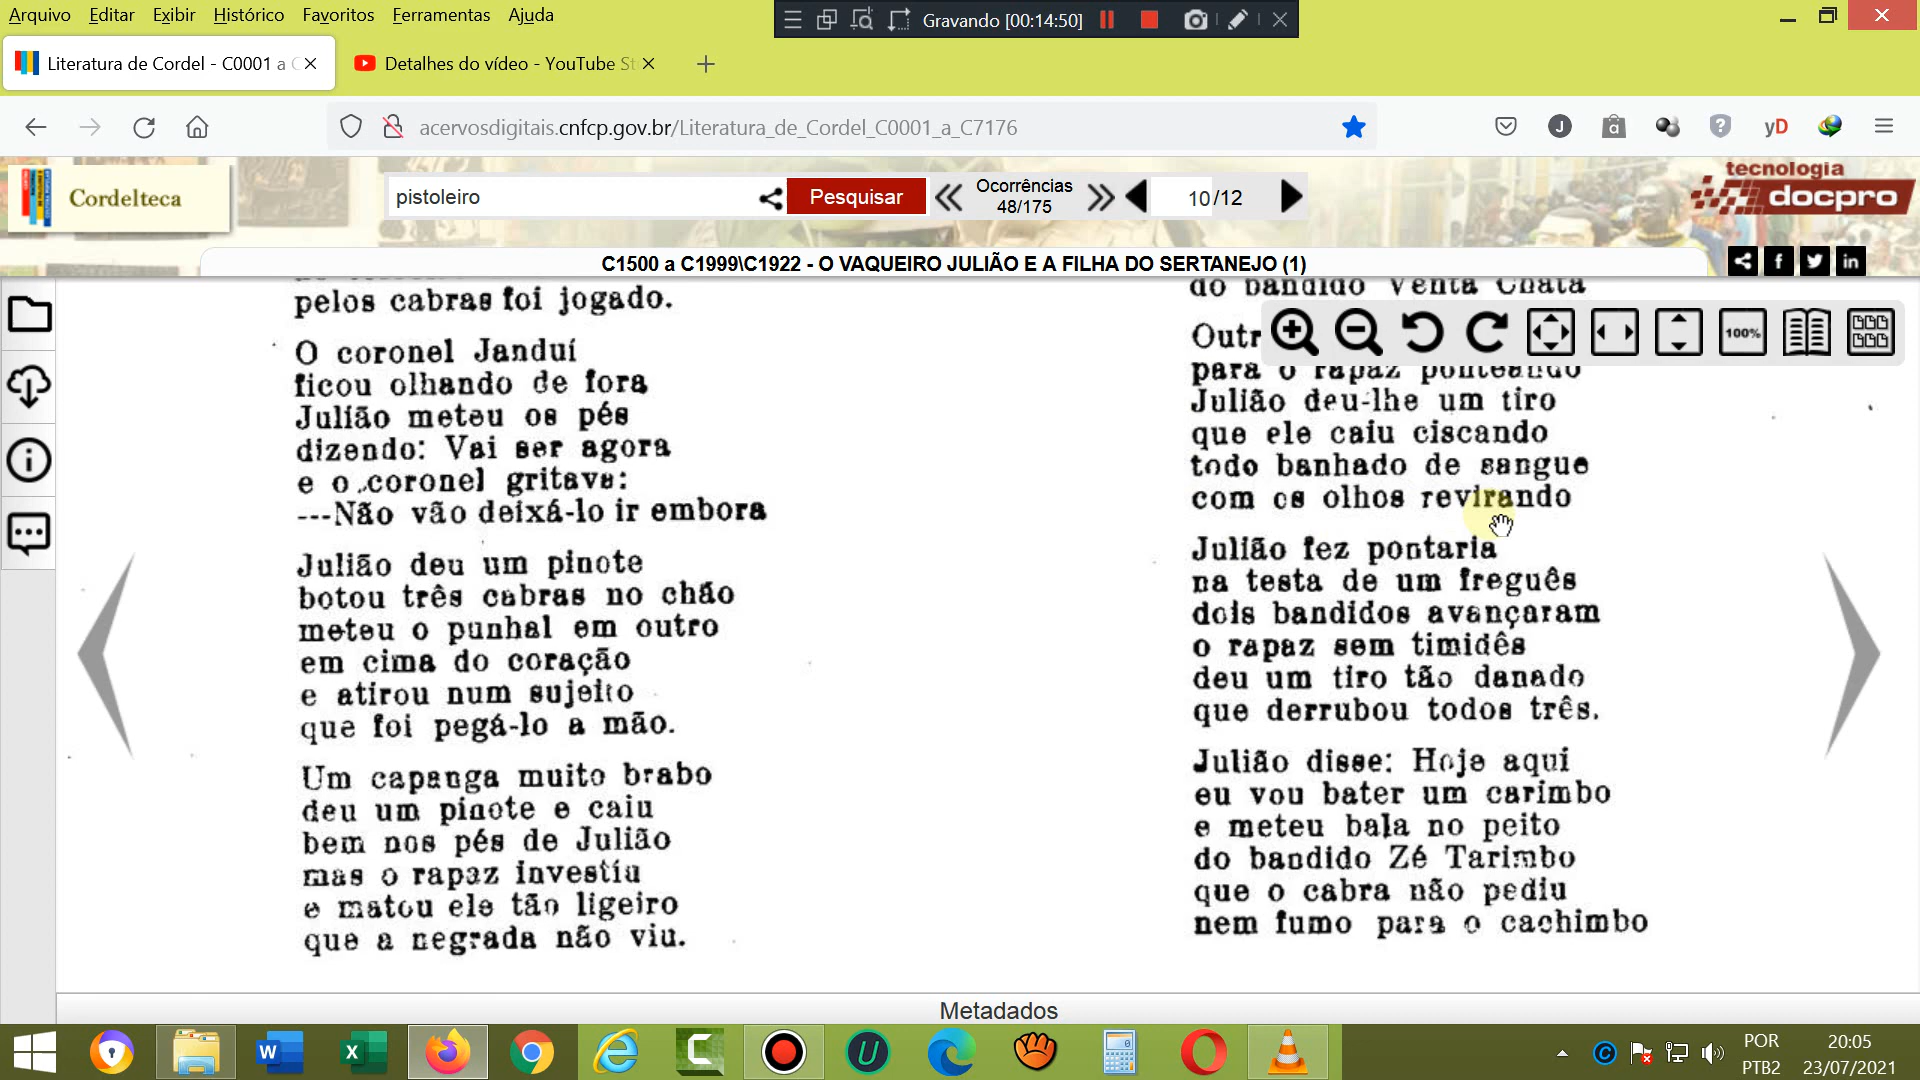 Arquivo Editar Exibir Histórico Favoritos Ferramentas Ajuda
Gravando [00:14:50]
Literatura de Cordel - C0001 a C
Detalhes do vídeo - YouTube St
acervosdigitais.cnfcp.gov.br/Literatura_de_Cordel_C0001_a_C7176
Cordelteca
pistoleiro
Pesquisar
Ocorrências
48/175
10/12
tecnologia
docpro
C1500 a C1999\C1922 - O VAQUEIRO JULIÃO E A FILHA DO SERTANEJO (1)
pelos cabras foi jogado.
O coronel Janduí
ficou olhando de fora
Julião meteu os pés
dizendo: Vai ser agora
e o coronel gritava:
---Não vão deixá-lo ir embora
Julião deu um pinote
botou três cabras no chão
meteu o punhal em outro
em cima do coração
e atirou num sujeito
que foi pegá-lo a mão.
Um capanga muito brabo
deu um pinote e caiu
bem nos pés de Julião
mas o rapaz investiu
e matou ele tão ligeiro
que a negrada não viu.
do bandido Venta Chata
Outr
para o rapaz ponteando
Julião deu-lhe um tiro
que ele caiu ciscando
todo banhado de sangue
com os olhos revirando
Julião fez pontaria
na testa de um freguês
dois bandidos avançaram
o rapaz sem timidês
deu um tiro tão danado
que derrubou todos três.
Julião disse: Hoje aqui
eu vou bater um carimbo
e meteu bala no peito
do bandido Zé Tarimbo
que o cabra não pediu
nem fumo para o cachimbo
100%
Metadados
POR
PTB2
20:05
23/07/2021